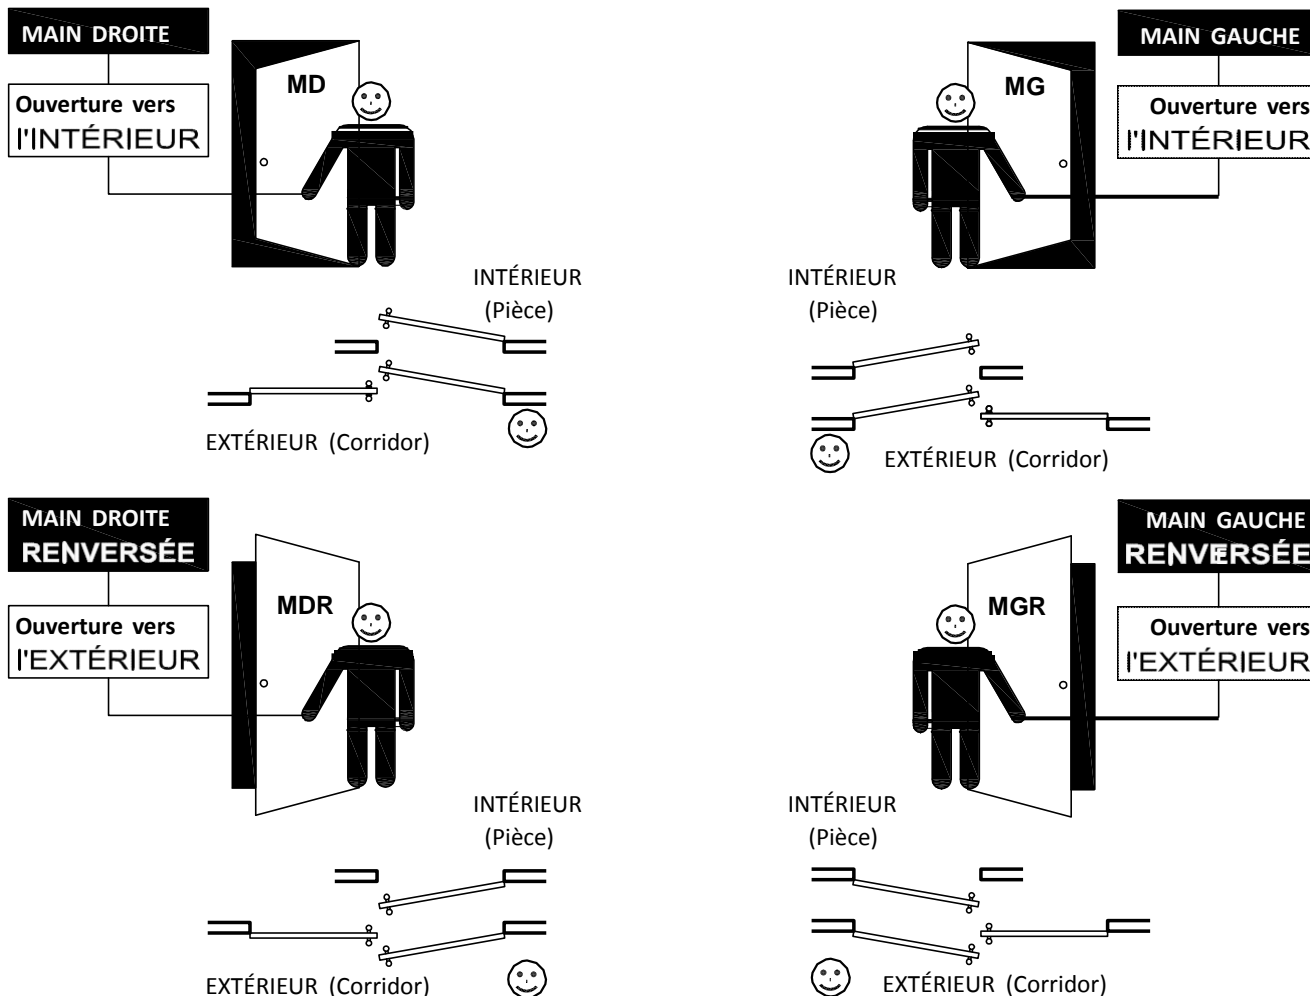 MAIN DROITE
Ouverture vers
l'INTÉRIEUR
MD
INTÉRIEUR
(Pièce)
EXTÉRIEUR (Corridor)
MAIN GAUCHE
Ouverture vers
l'INTÉRIEUR
MG
INTÉRIEUR
(Pièce)
EXTÉRIEUR (Corridor)
MAIN DROITE
RENVERSÉE
Ouverture vers
l'EXTÉRIEUR
MDR
INTÉRIEUR
(Pièce)
EXTÉRIEUR (Corridor)
MAIN GAUCHE
RENVERSÉE
Ouverture vers
l'EXTÉRIEUR
MGR
INTÉRIEUR
(Pièce)
EXTÉRIEUR (Corridor)